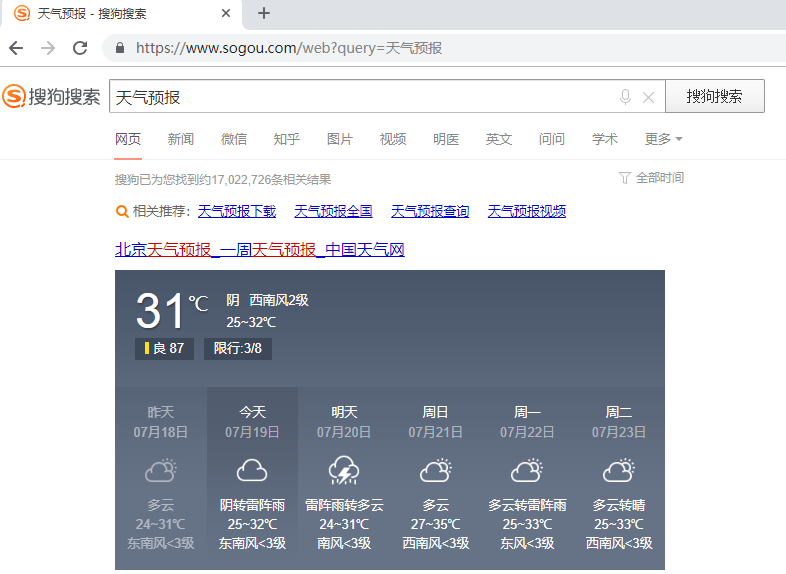 天气预报 - 搜狗搜索
https://www.sogou.com/web?query=天气预报
搜狗搜索 天气预报 搜狗搜索
网页 新闻 微信 知乎 图片 视频 明医 英文 问问 学术 更多
搜狗已为您找到约17,022,726条相关结果 全部时间
相关推荐: 天气预报下载 天气预报全国 天气预报查询 天气预报视频
北京天气预报_一周天气预报_中国天气网
31℃ 阴 西南风2级
25~32℃
良 87 限行:3/8
昨天 今天 明天 周日 周一 周二
07月18日 07月19日 07月20日 07月21日 07月22日 07月23日
多云 阴转雷阵雨 雷阵雨转多云 多云 多云转雷阵雨 多云转晴
24~31℃ 25~32℃ 24~31℃ 27~35℃ 25~33℃ 25~33℃
东南风<3级 东南风<3级 南风<3级 西南风<3级 东风<3级 西南风<3级